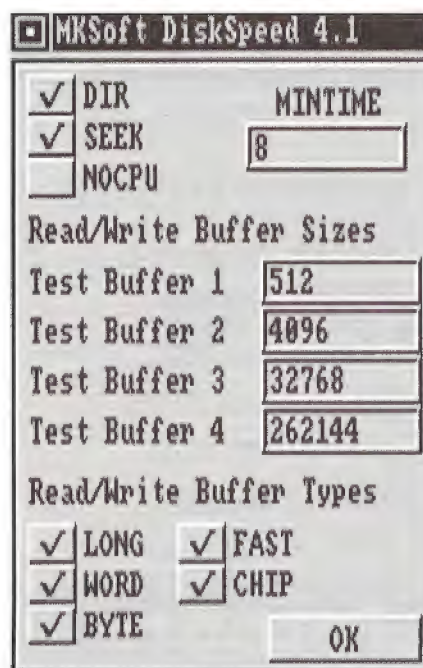 MKSoft DiskSpeed 4.1
DIR
MINTIME
SEEK
8
NOCPU
Read/Write Buffer Sizes
Test Buffer 1 512
Test Buffer 2 4096
Test Buffer 3 32768
Test Buffer 4 262144
Read/Write Buffer Types
LONG FAST
WORD CHIP
BYTE
OK